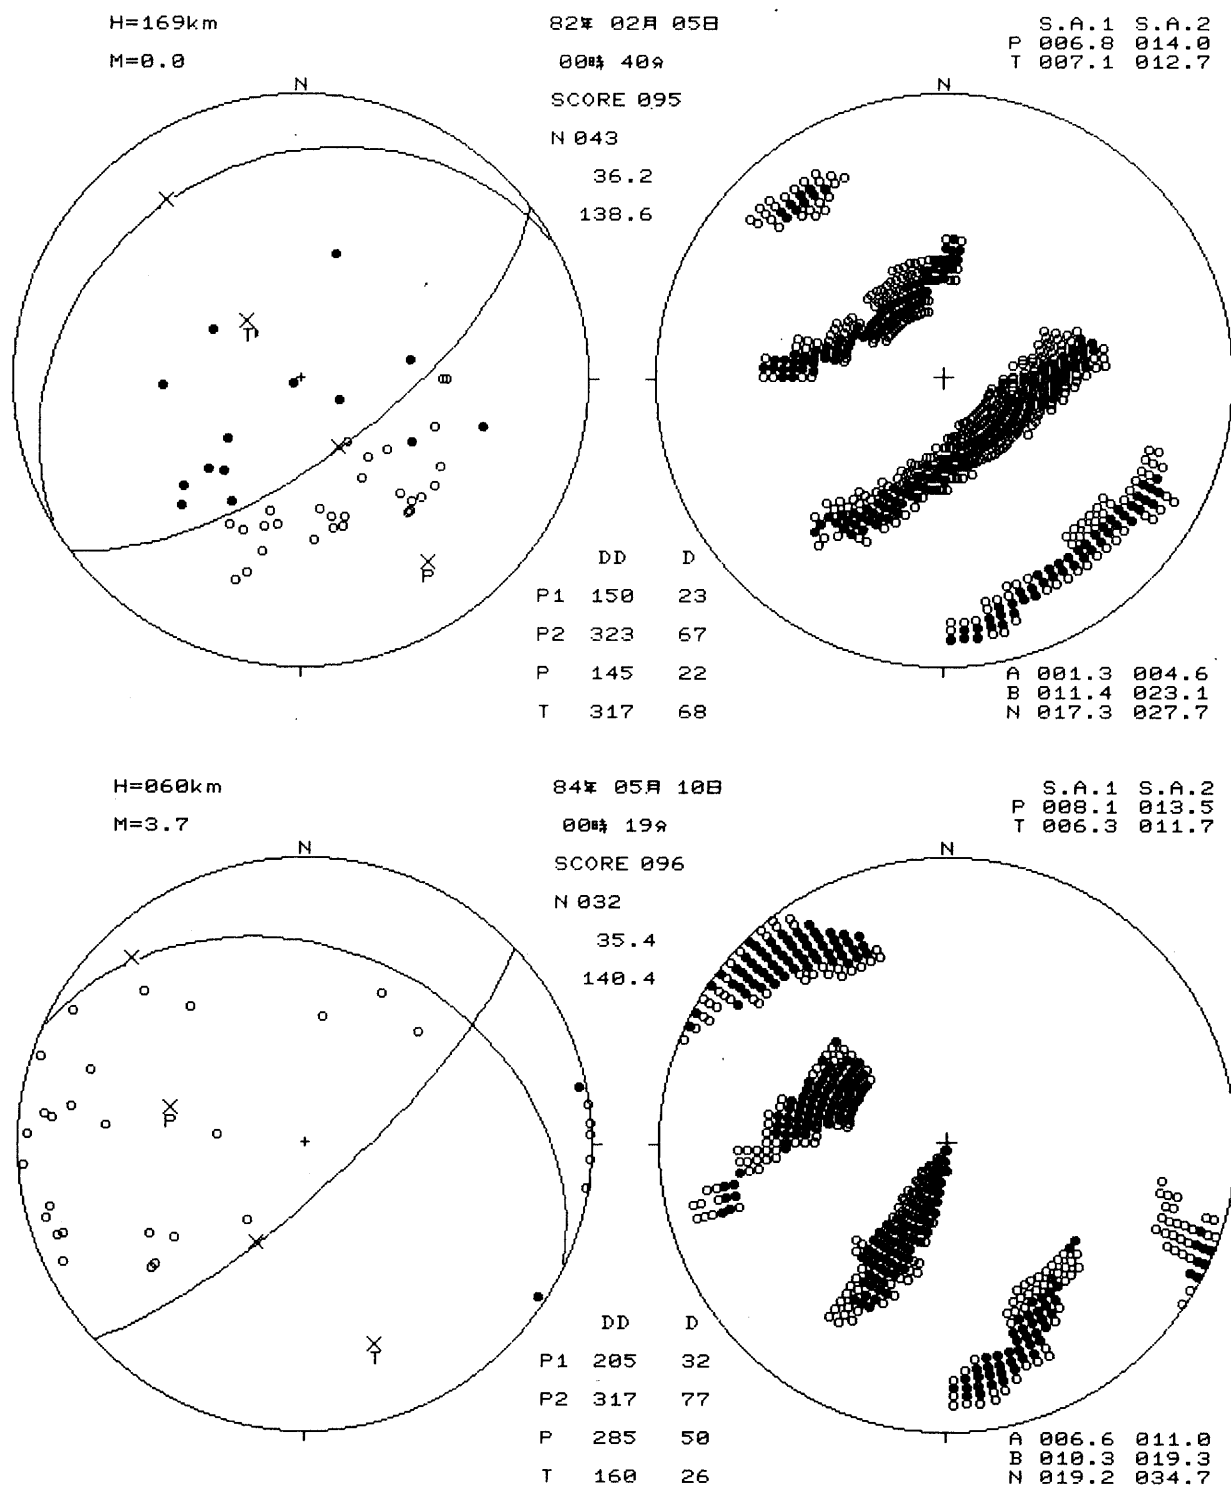 H=169km
M=0.0
82年 02月 05日
00時 40分
SCORE 095
N 043
36.2
138.6
S.A.1 S.A.2
P 006.8 014.0
T 007.1 012.7
N
T
P
N
DD D
P1 150 23
P2 323 67
P 145 22
T 317 68
A 001.3 004.6
B 011.4 023.1
N 017.3 027.7
H=060km
M=3.7
84年 05月 10日
00時 19分
SCORE 096
N 032
35.4
140.4
S.A.1 S.A.2
P 008.1 013.5
T 006.3 011.7
N
P
T
N
DD D
P1 205 32
P2 317 77
P 285 50
T 160 26
A 006.6 011.0
B 010.3 019.3
N 019.2 034.7